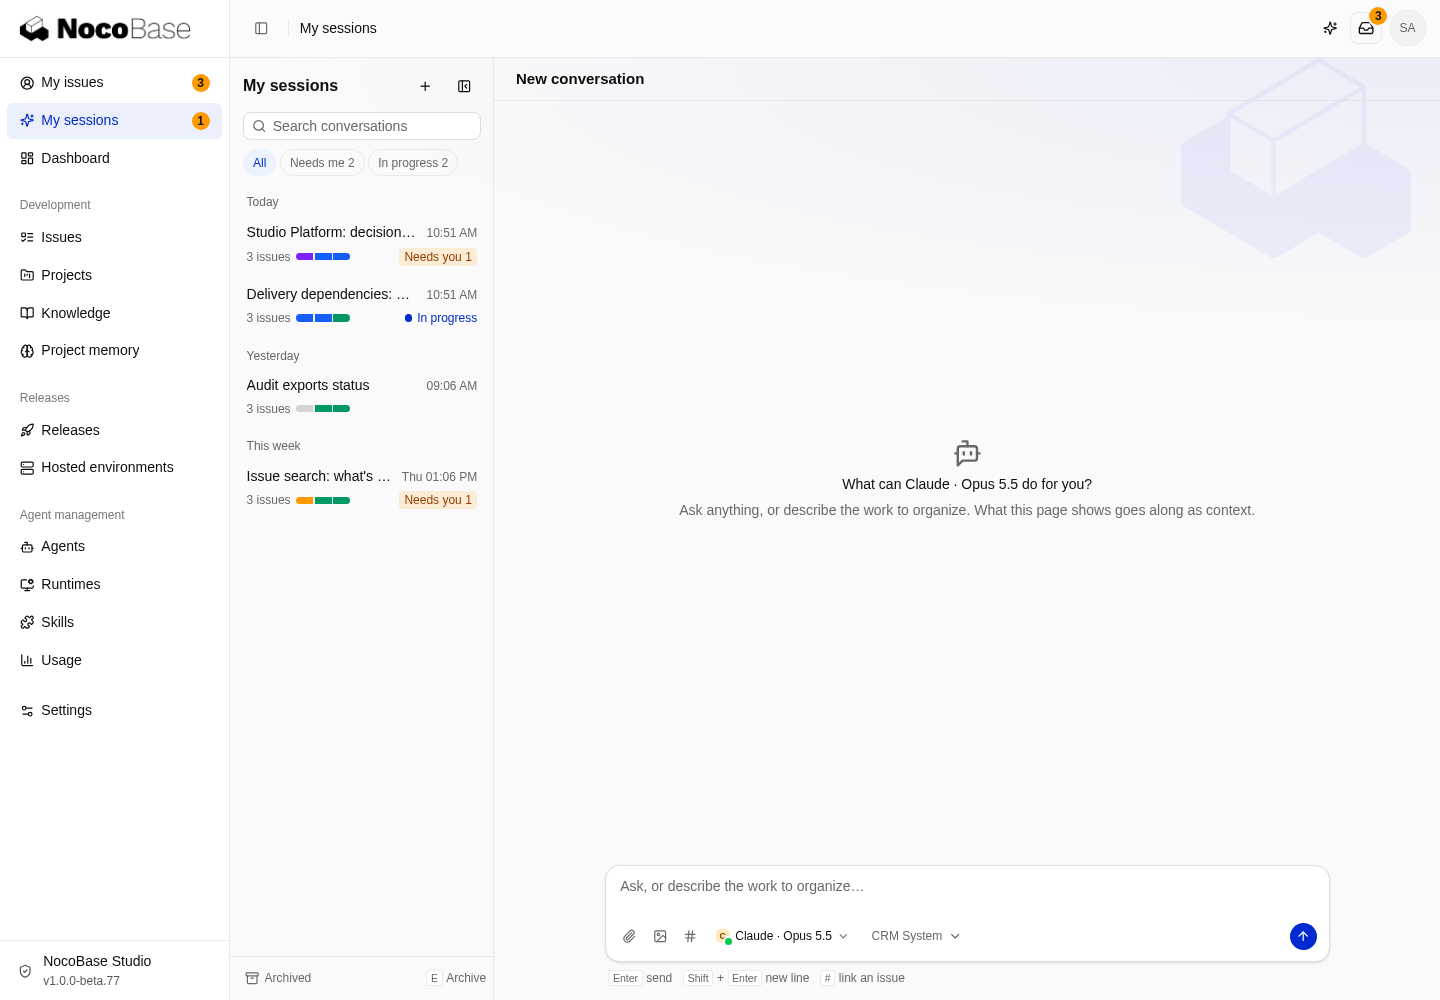 NocoBase
My sessions
3
SA
My issues
3
My sessions
1
Dashboard
Development
Issues
Projects
Knowledge
Project memory
Releases
Releases
Hosted environments
Agent management
Agents
Runtimes
Skills
Usage
Settings
NocoBase Studio
v1.0.0-beta.77
My sessions
Search conversations
All
Needs me 2
In progress 2
Today
Studio Platform: decision…
10:51 AM
3 issues
Needs you 1
Delivery dependencies: …
10:51 AM
3 issues
In progress
Yesterday
Audit exports status
09:06 AM
3 issues
This week
Issue search: what's …
Thu 01:06 PM
3 issues
Needs you 1
Archived
E Archive
New conversation
What can Claude · Opus 5.5 do for you?
Ask anything, or describe the work to organize. What this page shows goes along as context.
Ask, or describe the work to organize…
C Claude · Opus 5.5
CRM System
Enter send Shift + Enter new line # link an issue